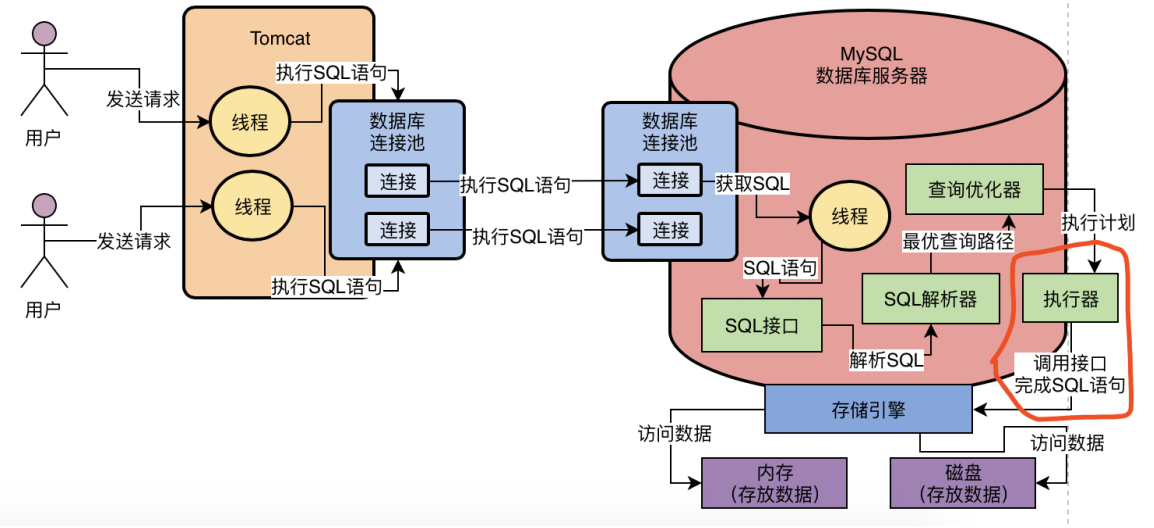 用户
发送请求
用户
发送请求
Tomcat
线程
执行SQL语句
线程
执行SQL语句
数据库
连接池
连接
连接
执行SQL语句
执行SQL语句
数据库
连接池
连接
连接
MySQL
数据库服务器
获取SQL
线程
SQL语句
SQL接口
解析SQL
SQL解析器
最优查询路径
查询优化器
执行计划
执行器
调用接口
完成SQL语句
存储引擎
访问数据
访问数据
内存
（存放数据）
磁盘
（存放数据）